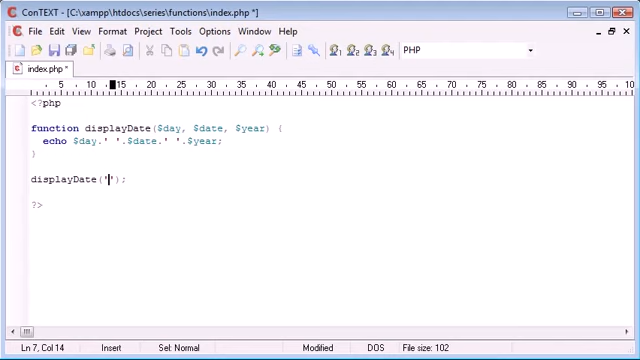 ConTEXT - [C:\xampp\htdocs\series\functions\index.php *]
File Edit View Format Project Tools Options Window Help
PHP
index.php *
5 10 15 20 25 30 35 40 45 50 55 60 65 70 75 80 85 90 95 100
<?php
function displayDate($day, $date, $year) {
echo $day.' '.$date.' '.$year;
}
displayDate('');
?>
Ln 7, Col 14 Insert Sel: Normal Modified DOS File size: 102